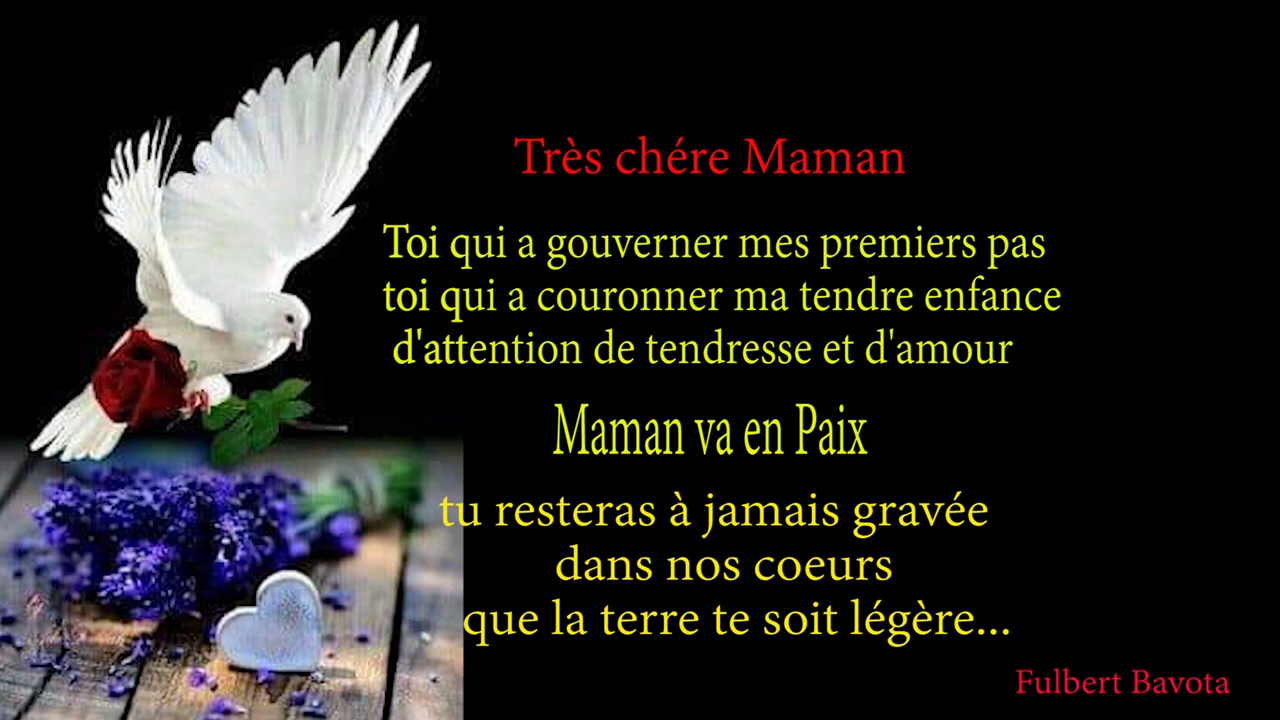 Très chére Maman
Toi qui a gouverner mes premiers pas
toi qui a couronner ma tendre enfance
d'attention de tendresse et d'amour
Maman va en Paix
tu resteras à jamais gravée
dans nos coeurs
que la terre te soit légère...
Fulbert Bavota